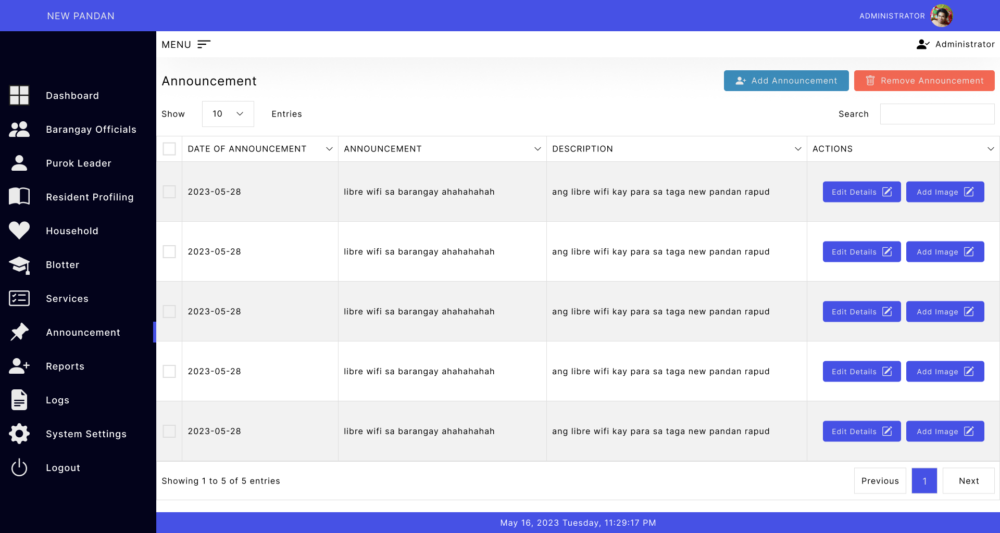 NEW PANDAN
ADMINISTRATOR
MENU
Administrator
Dashboard
Barangay Officials
Purok Leader
Resident Profiling
Household
Blotter
Services
Announcement
Reports
Logs
System Settings
Logout
Announcement
Add Announcement
Remove Announcement
Show 10 Entries
Search
DATE OF ANNOUNCEMENT ANNOUNCEMENT DESCRIPTION ACTIONS
2023-05-28 libre wifi sa barangay ahahahahah ang libre wifi kay para sa taga new pandan rapud Edit Details Add Image
2023-05-28 libre wifi sa barangay ahahahahah ang libre wifi kay para sa taga new pandan rapud Edit Details Add Image
2023-05-28 libre wifi sa barangay ahahahahah ang libre wifi kay para sa taga new pandan rapud Edit Details Add Image
2023-05-28 libre wifi sa barangay ahahahahah ang libre wifi kay para sa taga new pandan rapud Edit Details Add Image
2023-05-28 libre wifi sa barangay ahahahahah ang libre wifi kay para sa taga new pandan rapud Edit Details Add Image
Showing 1 to 5 of 5 entries
Previous 1 Next
May 16, 2023 Tuesday, 11:29:17 PM